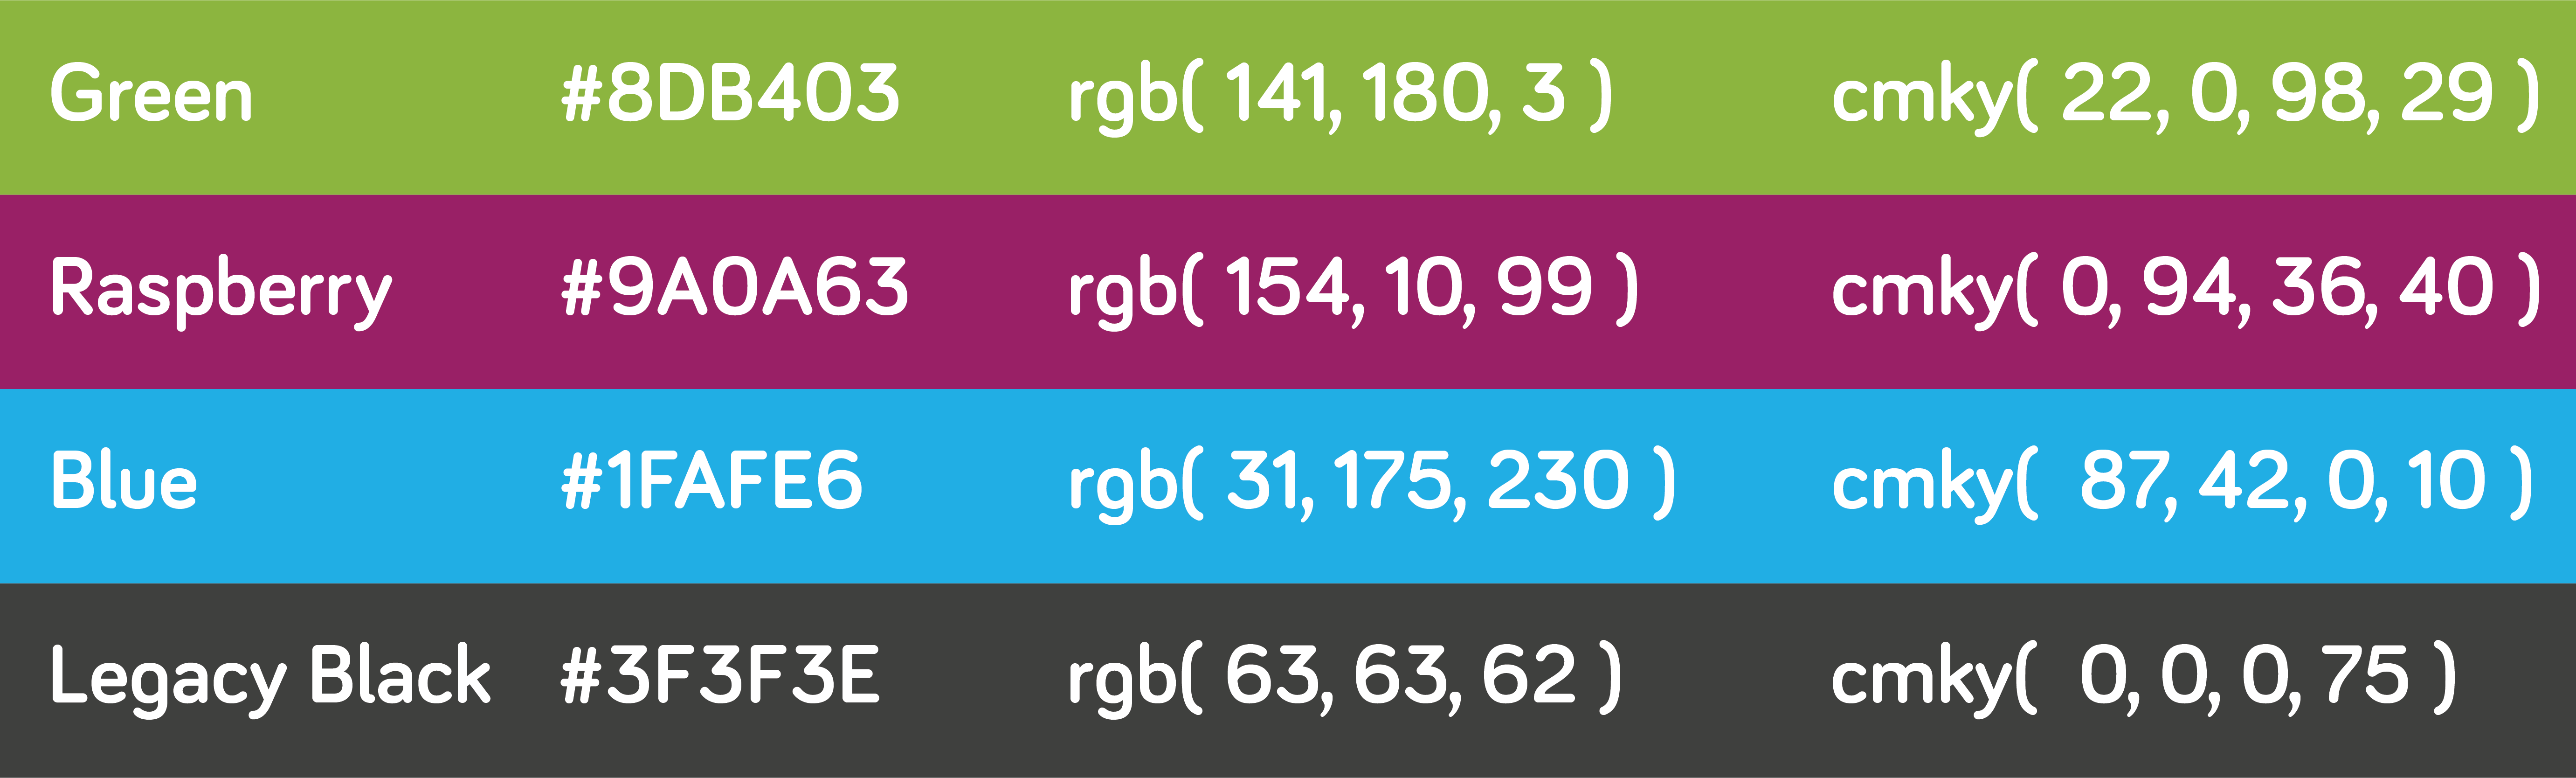 Green #8DB403 rgb( 141, 180, 3 ) cmky( 22, 0, 98, 29 )
Raspberry #9A0A63 rgb( 154, 10, 99 ) cmky( 0, 94, 36, 40 )
Blue #1FAFE6 rgb( 31, 175, 230 ) cmky( 87, 42, 0, 10 )
Legacy Black #3F3F3E rgb( 63, 63, 62 ) cmky( 0, 0, 0, 75 )